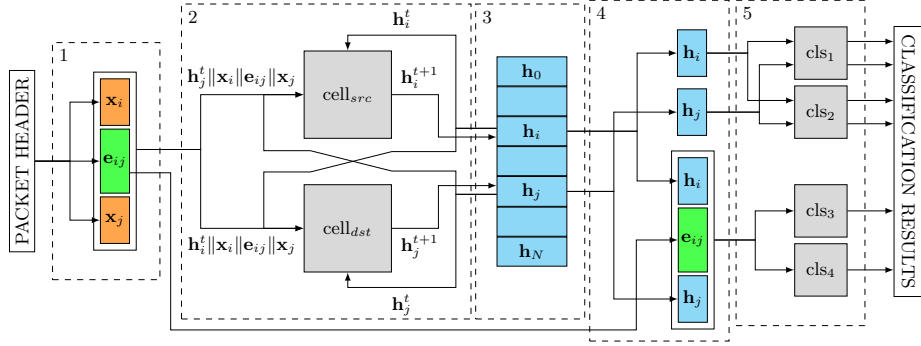 PACKET HEADER
1
x_i
e_ij
x_j
2
h_i^t
h_j^t‖x_i‖e_ij‖x_j
cell_src
h_i^{t+1}
h_i^t‖x_i‖e_ij‖x_j
cell_dst
h_j^{t+1}
h_j^t
3
h_0
h_i
h_j
h_N
4
h_i
h_j
h_i
e_ij
h_j
5
cls_1
cls_2
cls_3
cls_4
CLASSIFICATION RESULTS